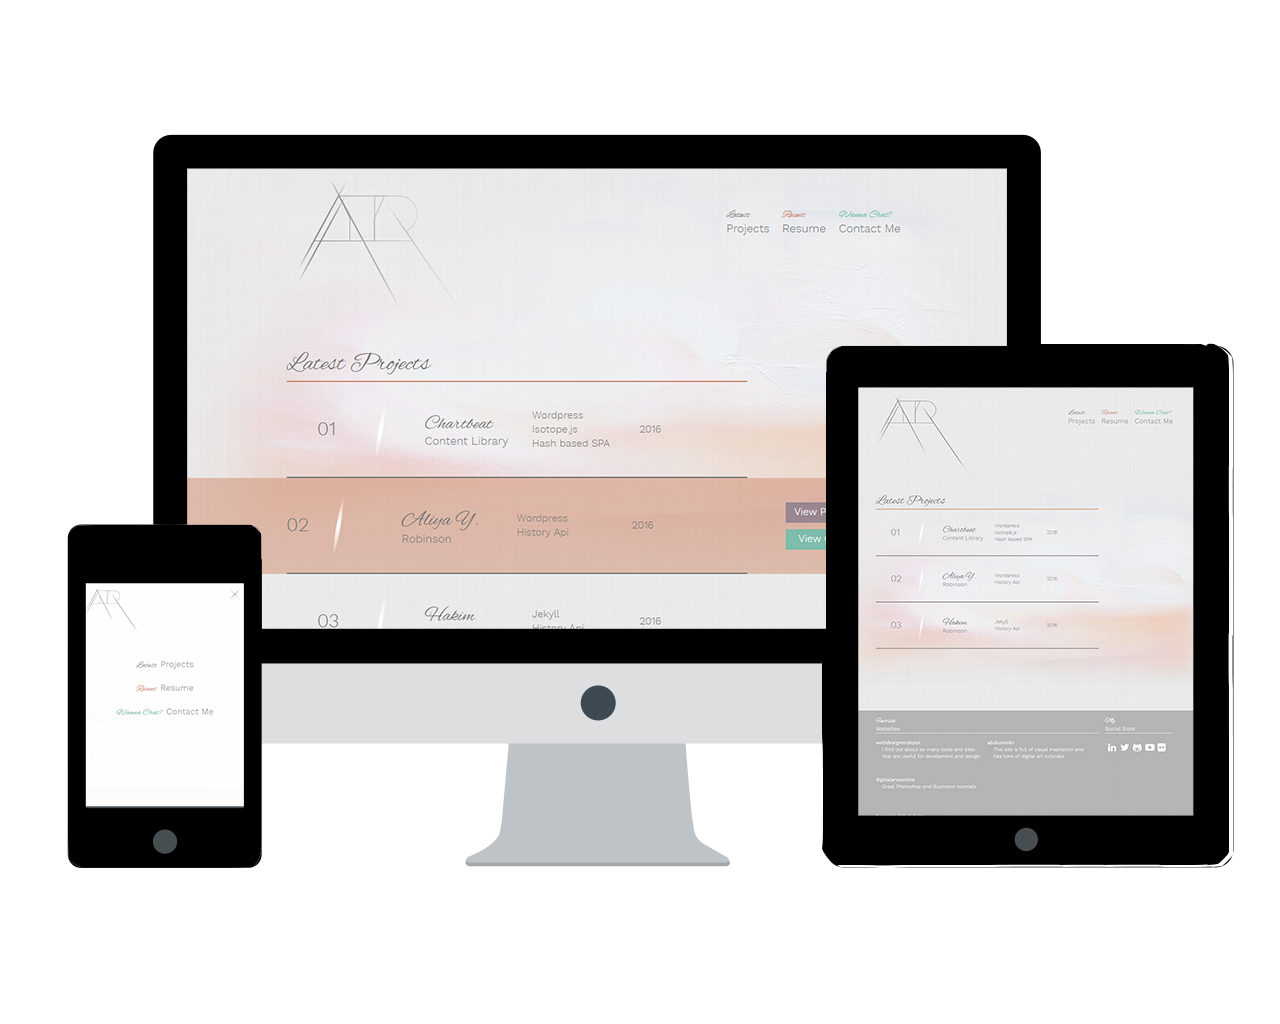 AYR
Latest Recent Wanna Chat?
Projects Resume Contact Me
Latest Projects
01
Chartbeat
Content Library
Wordpress
Isotope.js
Hash based SPA
2016
02
Aliya Y.
Robinson
Wordpress
History Api
2016
View P
View
03
Hakim
Jekyll
History Api
2016
AYR
Latest Projects
Recent Resume
Wanna Chat? Contact Me
AYR
Latest Recent Wanna Chat?
Projects Resume Contact Me
Latest Projects
01
Chartbeat
Content Library
Wordpress
Isotope.js
Hash based SPA
2016
02
Aliya Y.
Robinson
Wordpress
History Api
2016
03
Hakim
Robinson
Jekyll
History Api
2016
Favorite
Websites
webdesignerdepot
I find out about so many tools and sites
that are useful for development and design
abduzeedo
This site is full of visual inspiration and
has tons of digital art tutorials
digitalartsonline
Great Photoshop and Illustrator tutorials
My
Social Sites